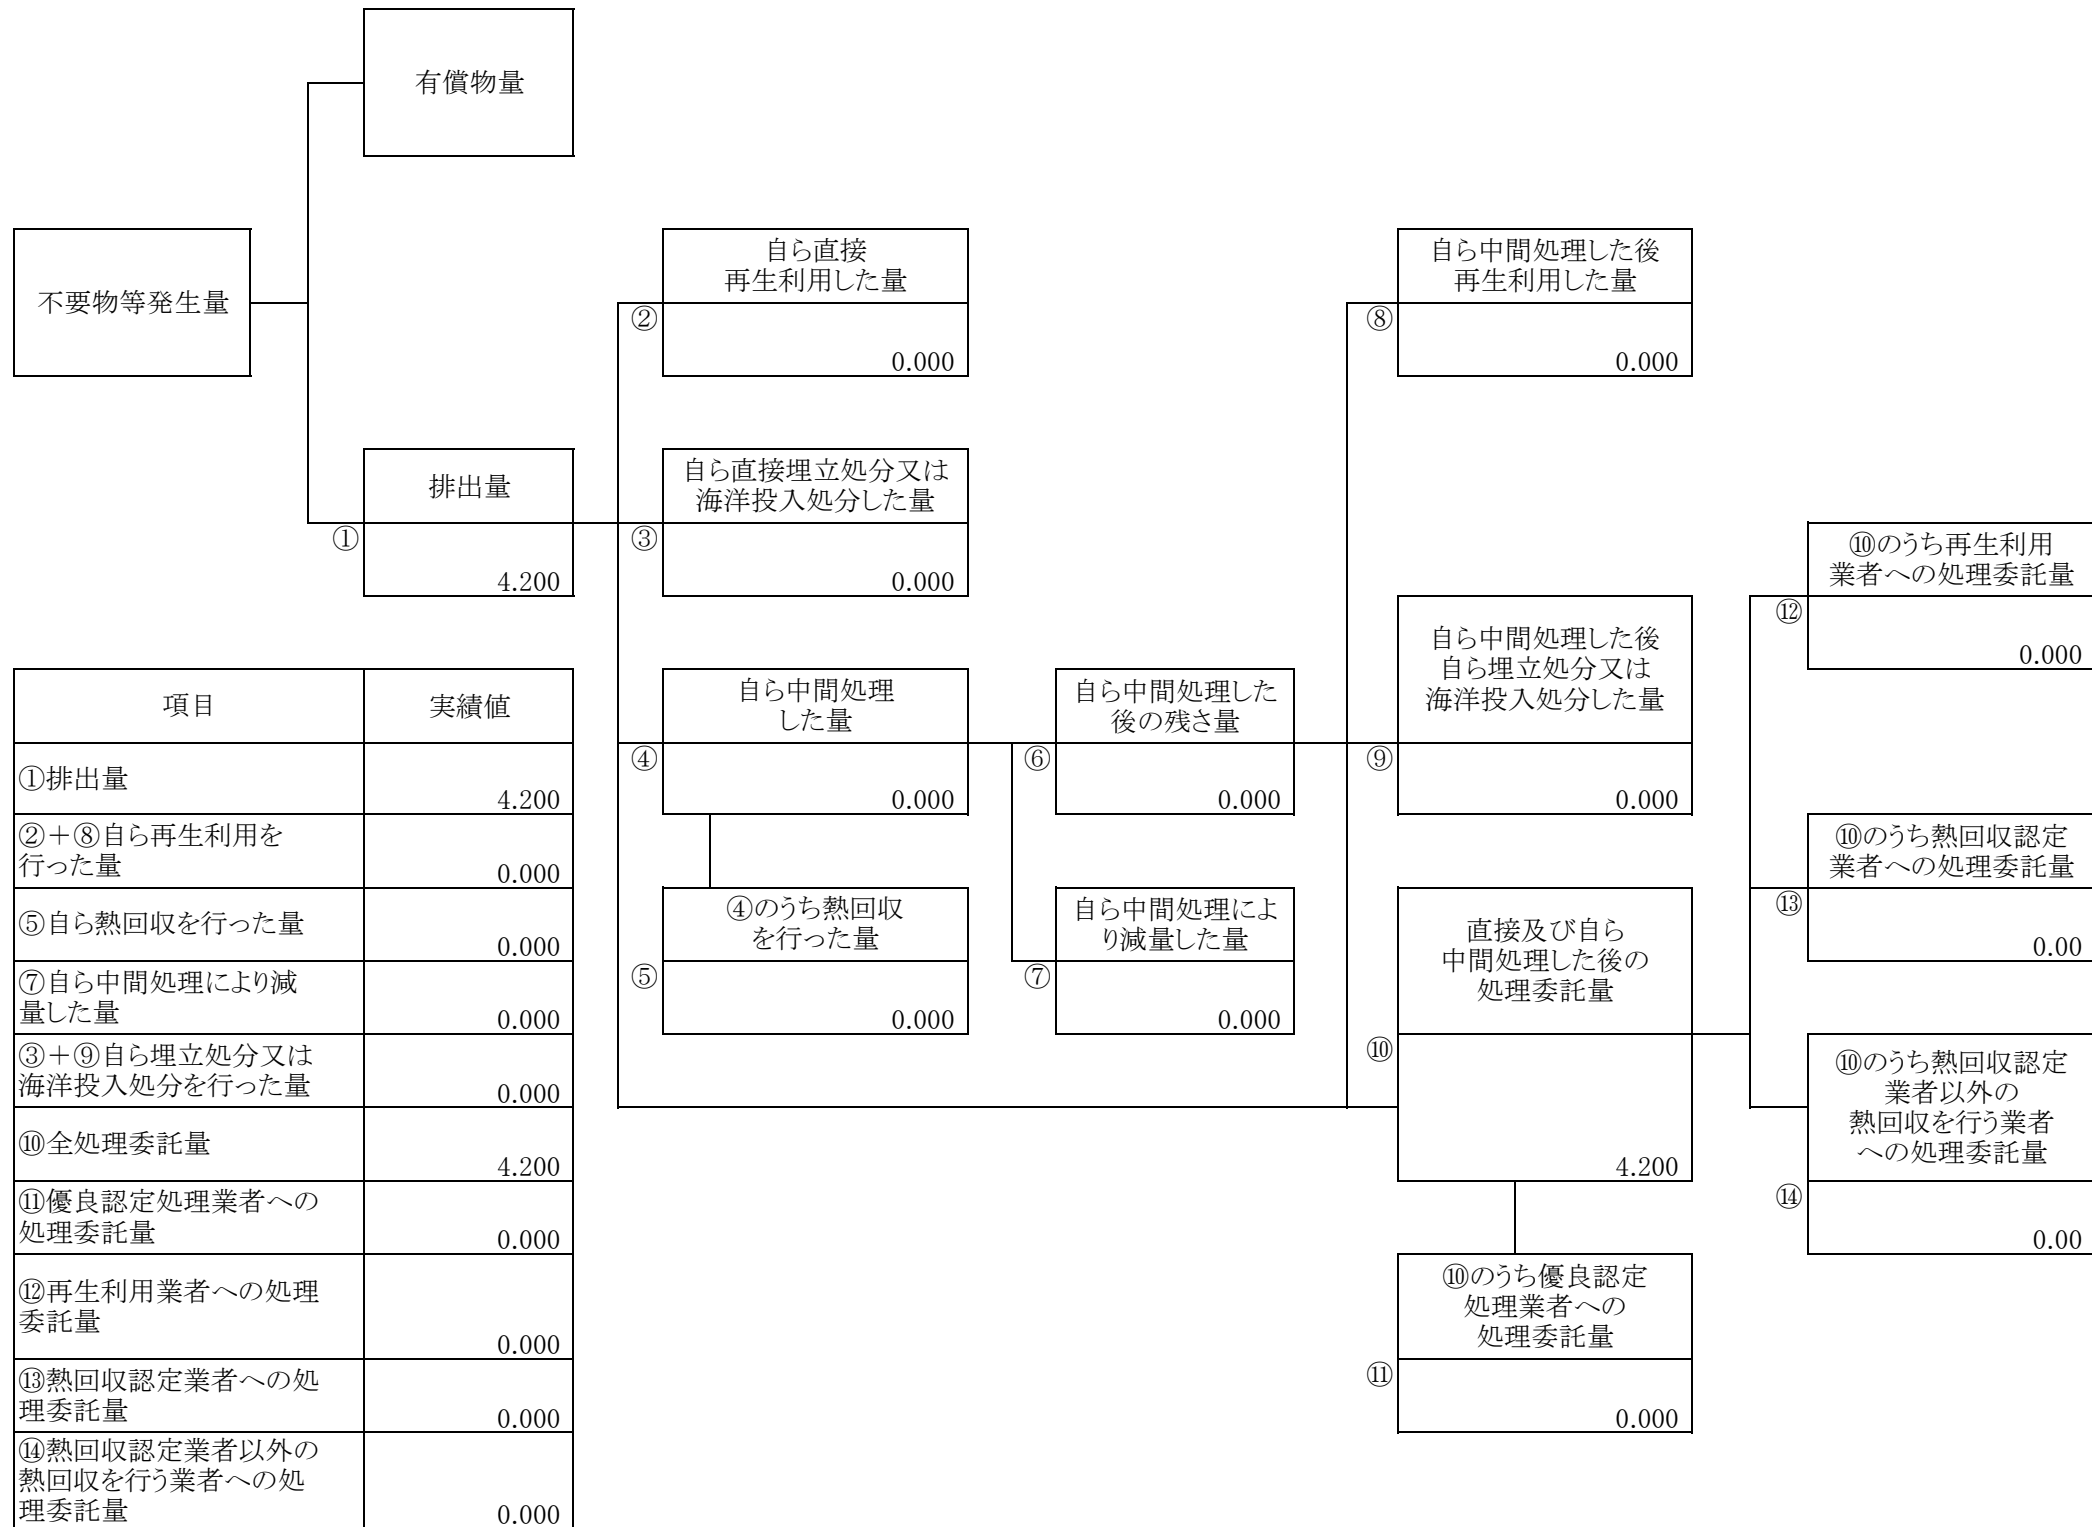 有償物量
不要物等発生量
自ら直接
再生利用した量
②
0.000
自ら中間処理した後
再生利用した量
⑧
0.000
排出量
①
4.200
自ら直接埋立処分又は
海洋投入処分した量
③
0.000
⑩のうち再生利用
業者への処理委託量
⑫
0.000
自ら中間処理
した量
④
0.000
自ら中間処理した
後の残さ量
⑥
0.000
自ら中間処理した後
自ら埋立処分又は
海洋投入処分した量
⑨
0.000
⑩のうち熱回収認定
業者への処理委託量
⑬
0.00
④のうち熱回収
を行った量
⑤
0.000
自ら中間処理によ
り減量した量
⑦
0.000
直接及び自ら
中間処理した後の
処理委託量
⑩
4.200
⑩のうち熱回収認定
業者以外の
熱回収を行う業者
への処理委託量
⑭
0.00
⑩のうち優良認定
処理業者への
処理委託量
⑪
0.000
項目 実績値
①排出量
4.200
②＋⑧自ら再生利用を
行った量
0.000
⑤自ら熱回収を行った量
0.000
⑦自ら中間処理により減
量した量
0.000
③＋⑨自ら埋立処分又は
海洋投入処分を行った量
0.000
⑩全処理委託量
4.200
⑪優良認定処理業者への
処理委託量
0.000
⑫再生利用業者への処理
委託量
0.000
⑬熱回収認定業者への処
理委託量
0.000
⑭熱回収認定業者以外の
熱回収を行う業者への処
理委託量
0.000